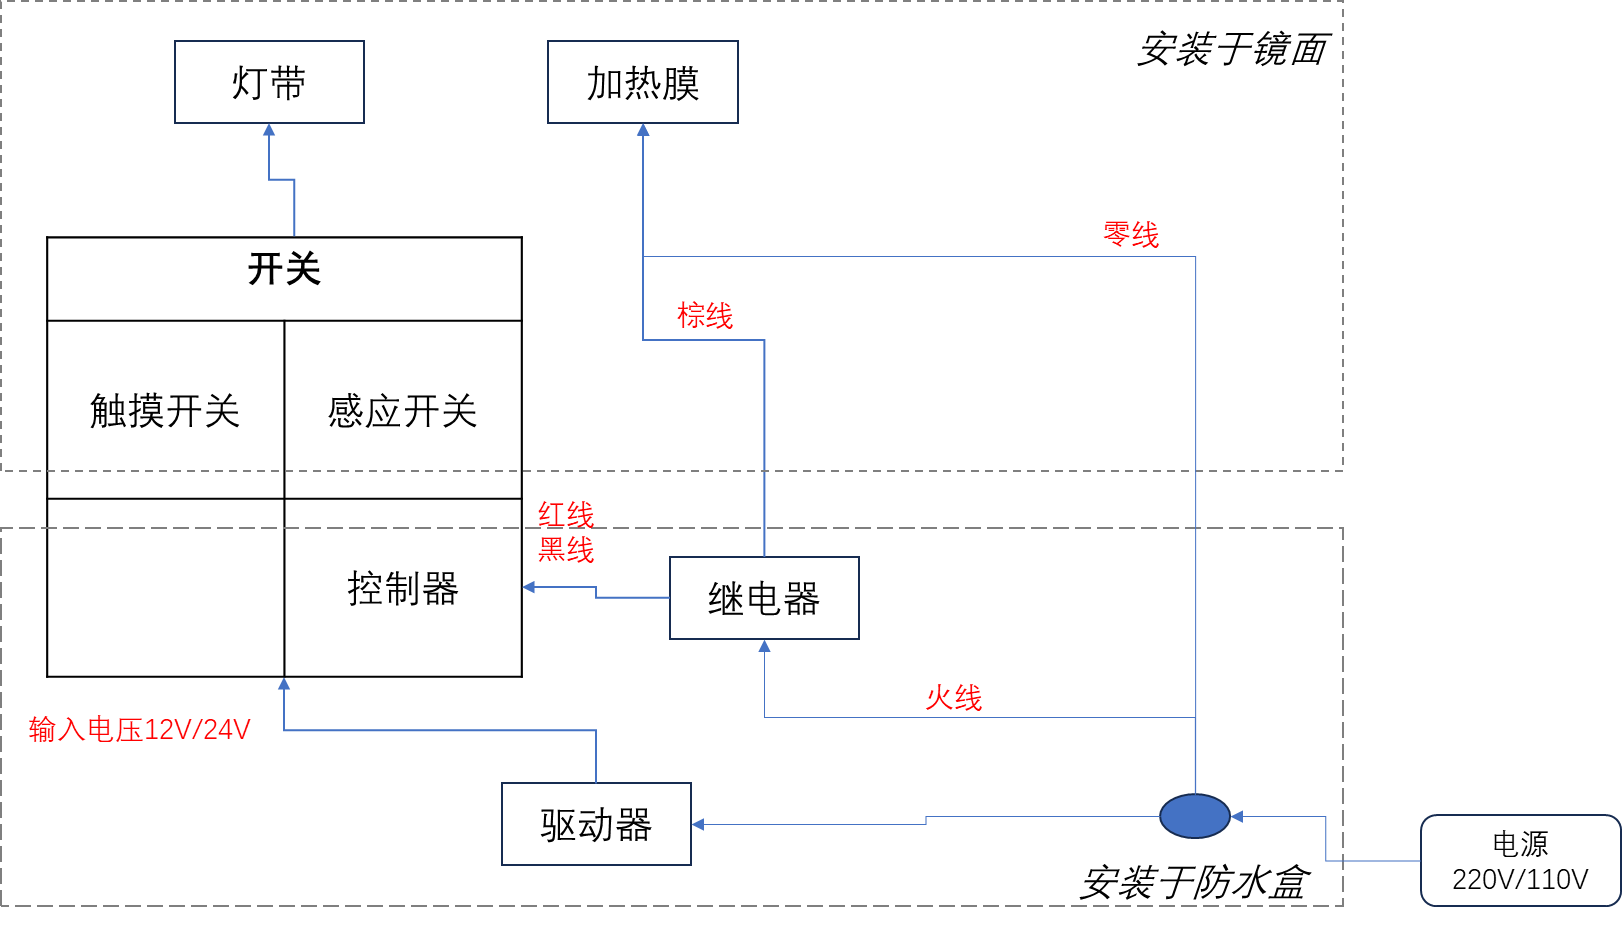 安装于镜面
灯带
加热膜
零线
开关
棕线
触摸开关
感应开关
红线
黑线
控制器
继电器
火线
输入电压12V/24V
驱动器
电源
220V/110V
安装于防水盒